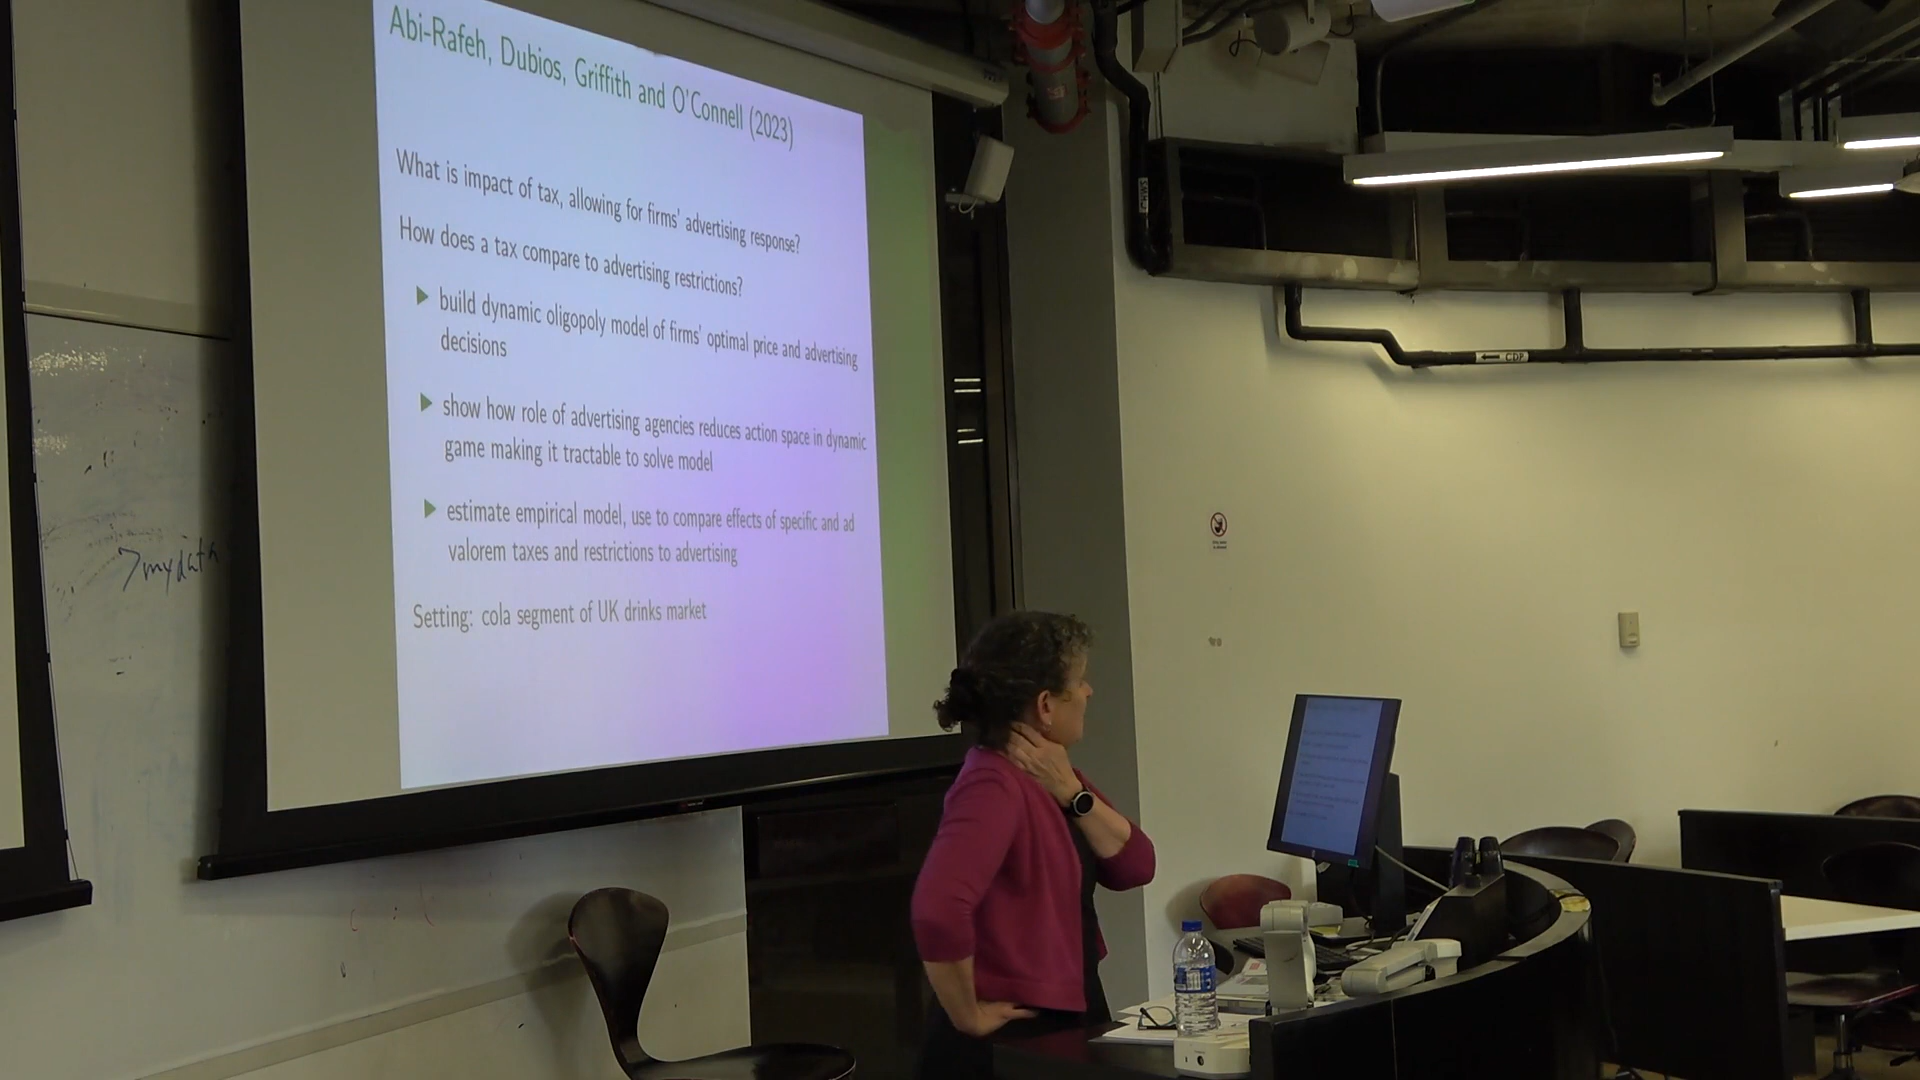 Abi-Rafeh, Dubios, Griffith and O'Connell (2023)
What is impact of tax, allowing for firms' advertising response?
How does a tax compare to advertising restrictions?
build dynamic oligopoly model of firms' optimal price and advertising
decisions
show how role of advertising agencies reduces action space in dynamic
game making it tractable to solve model
estimate empirical model, use to compare effects of specific and ad
valorem taxes and restrictions to advertising
Setting: cola segment of UK drinks market
>mydata
CHWS
CDP